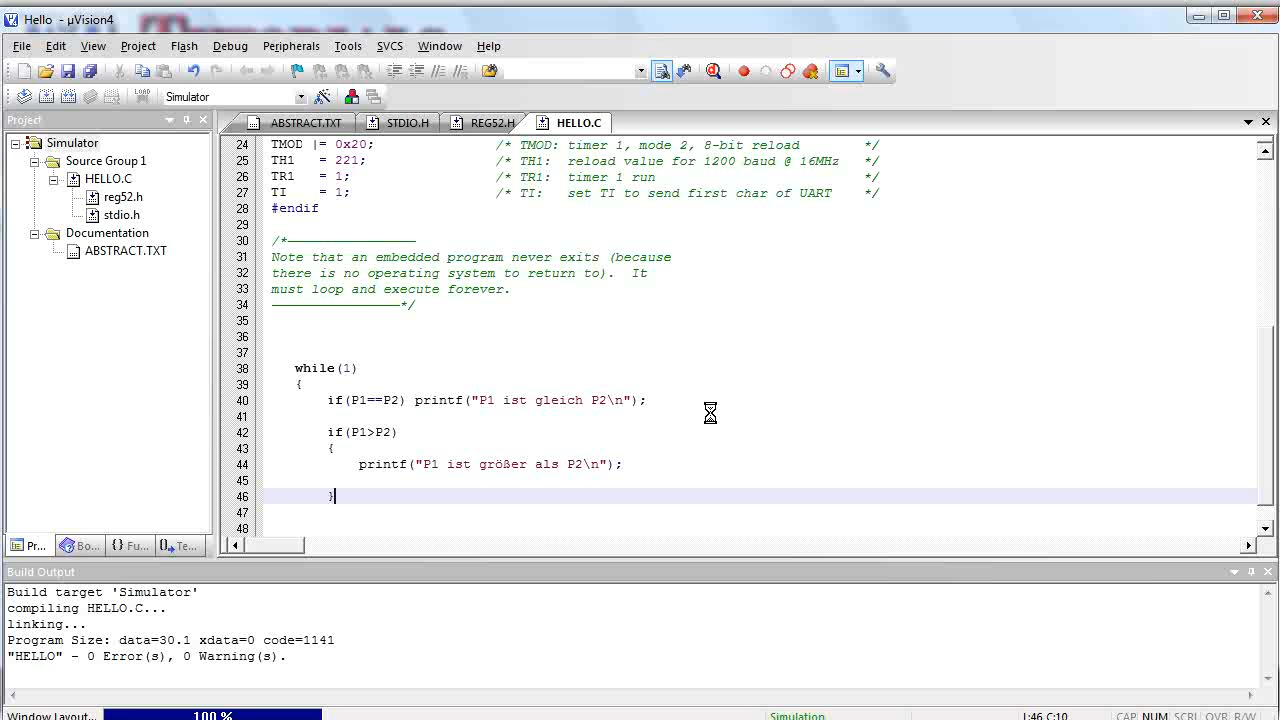 Hello - µVision4
File Edit View Project Flash Debug Peripherals Tools SVCS Window Help
LOAD Simulator
Project
ABSTRACT.TXT STDIO.H REG52.H HELLO.C
Simulator
Source Group 1
HELLO.C
reg52.h
stdio.h
Documentation
ABSTRACT.TXT
24 TMOD |= 0x20; /* TMOD: timer 1, mode 2, 8-bit reload */
25 TH1 = 221; /* TH1: reload value for 1200 baud @ 16MHz */
26 TR1 = 1; /* TR1: timer 1 run */
27 TI = 1; /* TI: set TI to send first char of UART */
28 #endif
29
30 /*
31 Note that an embedded program never exits (because
32 there is no operating system to return to). It
33 must loop and execute forever.
34 */
35
36
37
38 while(1)
39 {
40 if(P1==P2) printf("P1 ist gleich P2\n");
41
42 if(P1>P2)
43 {
44 printf("P1 ist größer als P2\n");
45
46 }
47
48
Pr... Bo... {} Fu... Te...
Build Output
Build target 'Simulator'
compiling HELLO.C...
linking...
Program Size: data=30.1 xdata=0 code=1141
"HELLO" - 0 Error(s), 0 Warning(s).
Window Layout... 100 % Simulation L:46 C:10 CAP NUM SCRL OVR R/W